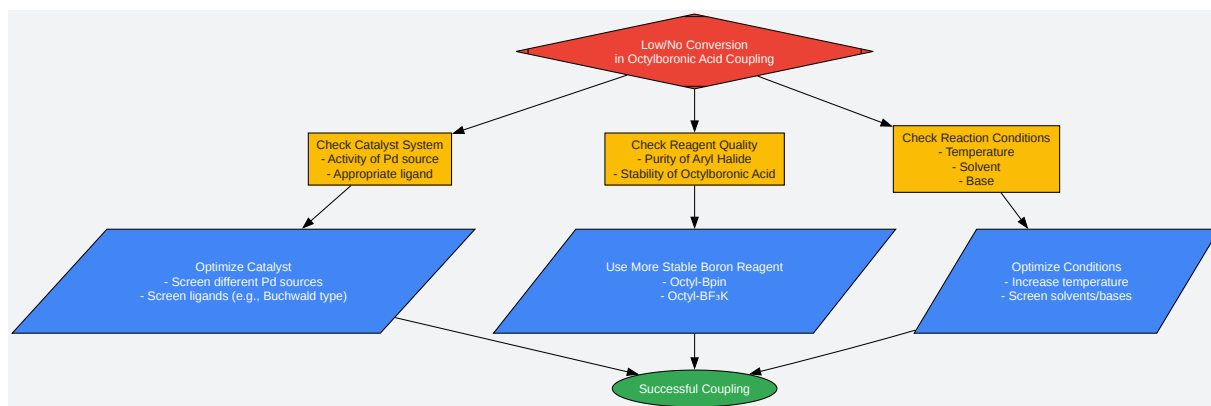 Low/No Conversion
in Octylboronic Acid Coupling
Check Catalyst System
- Activity of Pd source
- Appropriate ligand
Check Reagent Quality
- Purity of Aryl Halide
- Stability of Octylboronic Acid
Check Reaction Conditions
- Temperature
- Solvent
- Base
Optimize Catalyst
- Screen different Pd sources
- Screen ligands (e.g., Buchwald type)
Use More Stable Boron Reagent
- Octyl-Bpin
- Octyl-BF₃K
Optimize Conditions
- Increase temperature
- Screen solvents/bases
Successful Coupling